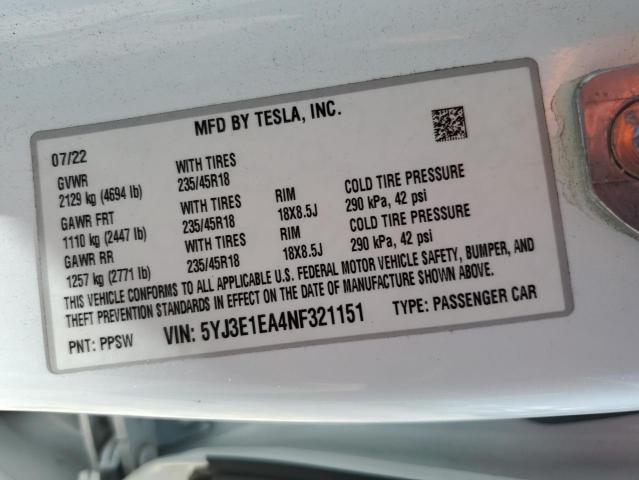 MFD BY TESLA, INC.
07/22
GVWR WITH TIRES
2129 kg (4694 lb) 235/45R18 RIM COLD TIRE PRESSURE
GAWR FRT WITH TIRES 18X8.5J 290 kPa, 42 psi
1110 kg (2447 lb) 235/45R18 RIM COLD TIRE PRESSURE
GAWR RR WITH TIRES 18X8.5J 290 kPa, 42 psi
1257 kg (2771 lb) 235/45R18
THIS VEHICLE CONFORMS TO ALL APPLICABLE U.S. FEDERAL MOTOR VEHICLE SAFETY, BUMPER, AND
THEFT PREVENTION STANDARDS IN EFFECT ON THE DATE OF MANUFACTURE SHOWN ABOVE.
PNT: PPSW VIN: 5YJ3E1EA4NF321151 TYPE: PASSENGER CAR